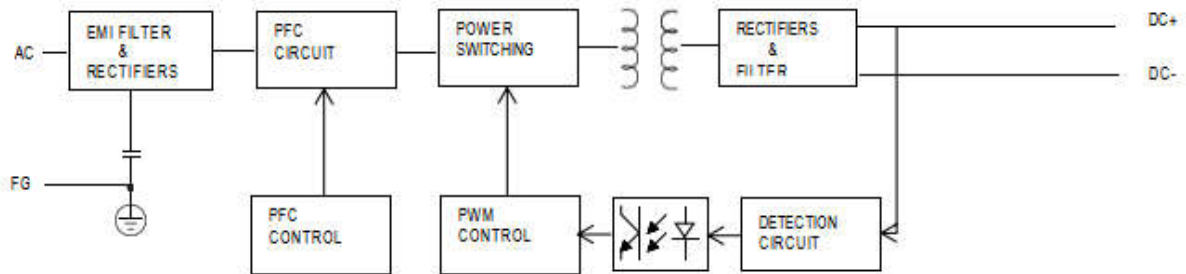 AC
EMI FILTER
&
RECTIFIERS
PFC
CIRCUIT
POWER
SWITCHING
RECTIFIERS
&
FILTER
DC+
DC-
FG
PFC
CONTROL
PWM
CONTROL
DETECTION
CIRCUIT